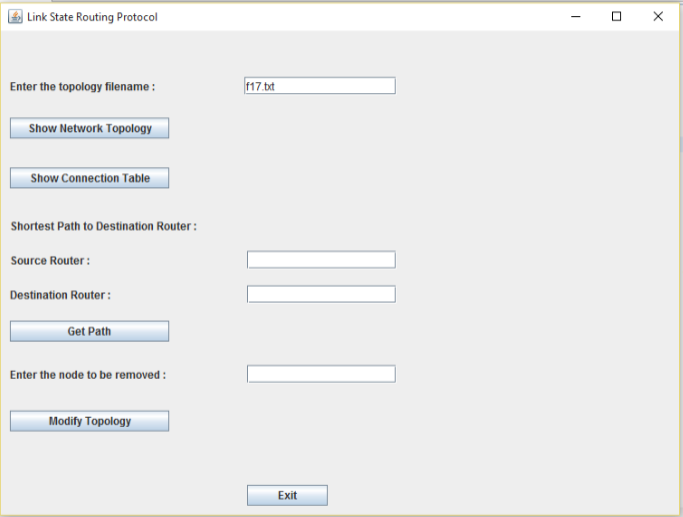 Link State Routing Protocol
Enter the topology filename :
f17.txt
Show Network Topology
Show Connection Table
Shortest Path to Destination Router :
Source Router :
Destination Router :
Get Path
Enter the node to be removed :
Modify Topology
Exit